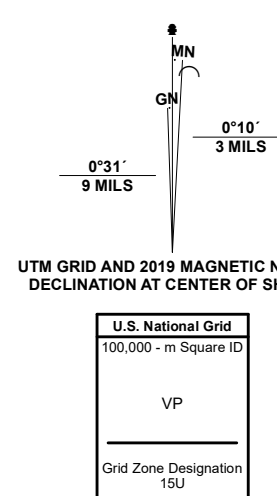 MN
GN
0°10´
3 MILS
0°31´
9 MILS
UTM GRID AND 2019 MAGNETIC N
DECLINATION AT CENTER OF SH
U.S. National Grid
100,000 - m Square ID
VP
Grid Zone Designation
15U